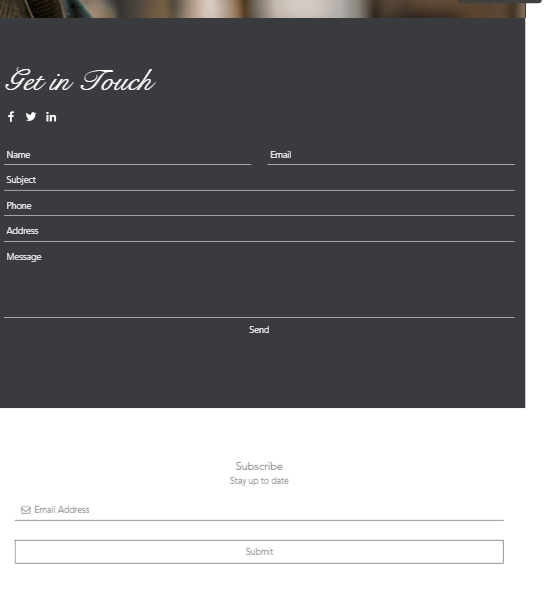 Get in Touch
Name Email
Subject
Phone
Address
Message
Send
Subscribe
Stay up to date
Email Address
Submit